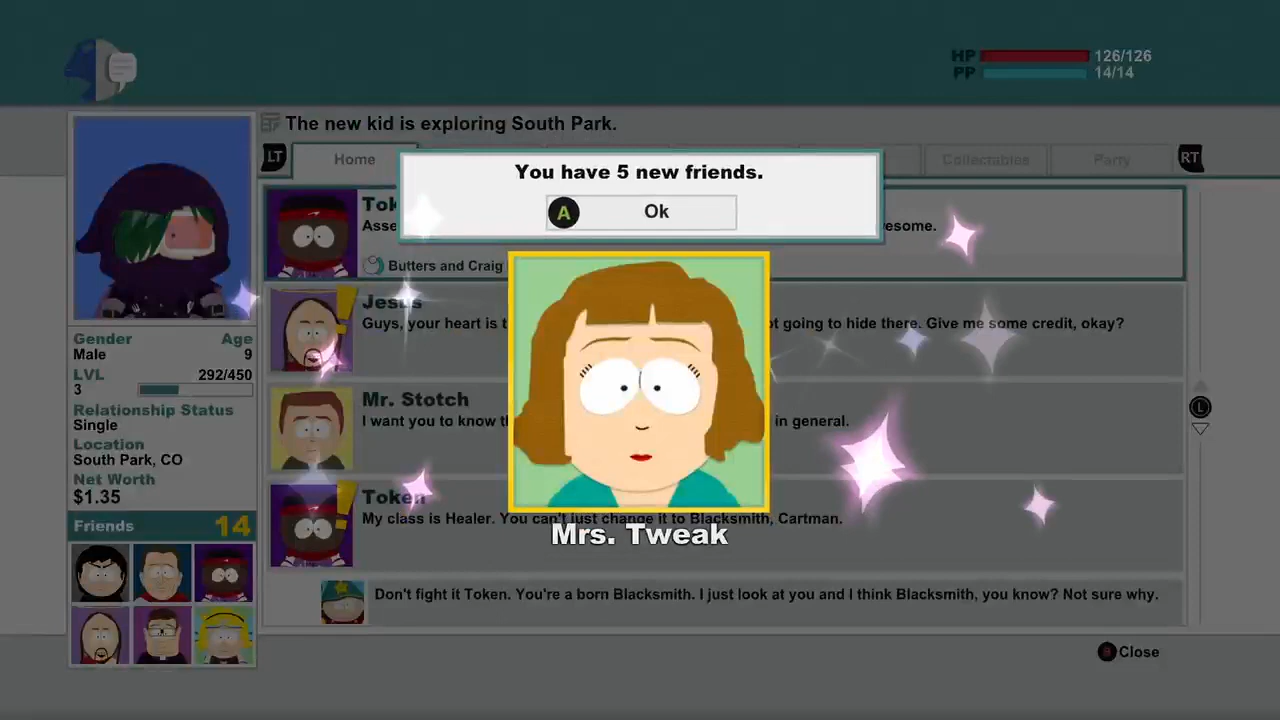 HP 126/126
PP 14/14
The new kid is exploring South Park.
LT Home Collectables Party RT
You have 5 new friends.
A Ok
Asse
esome.
Butters and Craig
Jesus
Guys, your heart is t
ot going to hide there. Give me some credit, okay?
Mr. Stotch
I want you to know th
in general.
Token
My class is Healer. You can't just change it to Blacksmith, Cartman.
Mrs. Tweak
Don't fight it Token. You're a born Blacksmith. I just look at you and I think Blacksmith, you know? Not sure why.
Gender Age
Male 9
LVL 292/450
3
Relationship Status
Single
Location
South Park, CO
Net Worth
$1.35
Friends 14
L
B Close